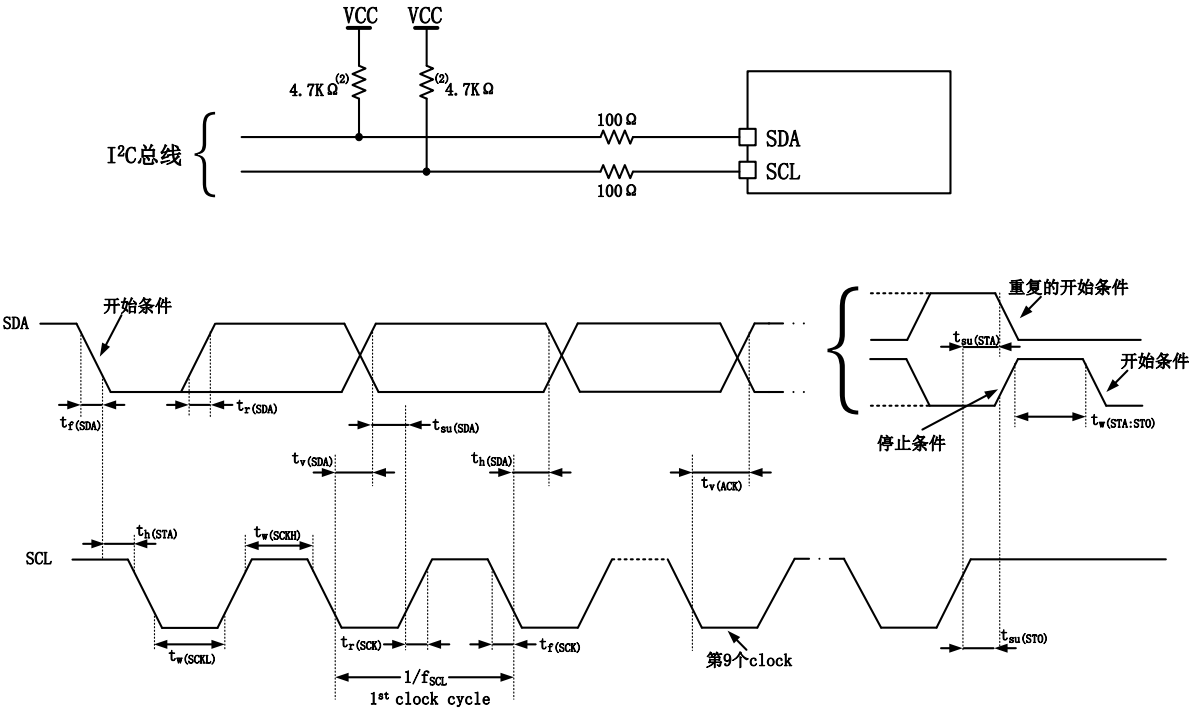 VCC VCC
4.7KΩ (2) (2) 4.7KΩ
100Ω
I²C总线
SDA
SCL
100Ω
开始条件
重复的开始条件
SDA
tsu(STA)
开始条件
tf(SDA)
tr(SDA)
tsu(SDA)
停止条件
tw(STA:STO)
tv(SDA)
th(SDA)
tv(ACK)
th(STA)
tw(SCKH)
SCL
tw(SCKL)
tr(SCK)
tf(SCK)
第9个clock
tsu(STO)
1/fSCL
1st clock cycle